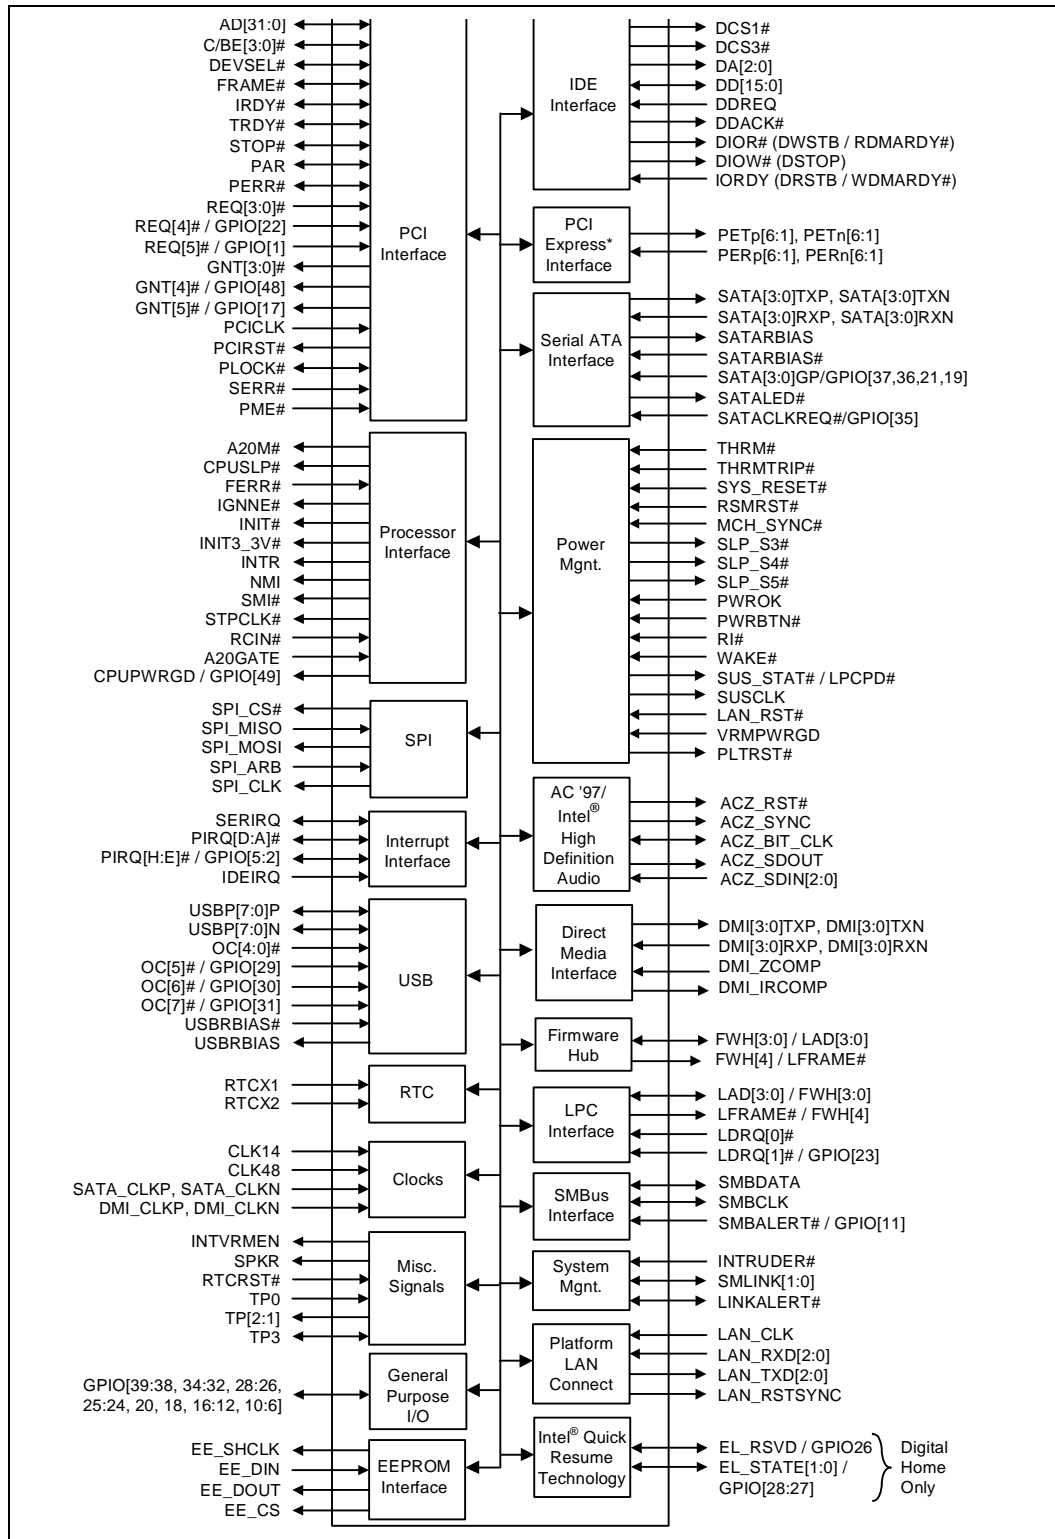 AD[31:0]
C/BE[3:0]#
DEVSEL#
FRAME#
IRDY#
TRDY#
STOP#
PAR
PERR#
REQ[3:0]#
REQ[4]# / GPIO[22]
REQ[5]# / GPIO[1]
GNT[3:0]#
GNT[4]# / GPIO[48]
GNT[5]# / GPIO[17]
PCICLK
PCIRST#
PLOCK#
SERR#
PME#
PCI
Interface
A20M#
CPUSLP#
FERR#
IGNNE#
INIT#
INIT3_3V#
INTR
NMI
SMI#
STPCLK#
RCIN#
A20GATE
CPUPWRGD / GPIO[49]
Processor
Interface
SPI_CS#
SPI_MISO
SPI_MOSI
SPI_ARB
SPI_CLK
SPI
SERIRQ
PIRQ[D:A]#
PIRQ[H:E]# / GPIO[5:2]
IDEIRQ
Interrupt
Interface
USBP[7:0]P
USBP[7:0]N
OC[4:0]#
OC[5]# / GPIO[29]
OC[6]# / GPIO[30]
OC[7]# / GPIO[31]
USBRBIAS#
USBRBIAS
USB
RTCX1
RTCX2
RTC
CLK14
CLK48
SATA_CLKP, SATA_CLKN
DMI_CLKP, DMI_CLKN
Clocks
INTVRMEN
SPKR
RTCRST#
TP0
TP[2:1]
TP3
Misc.
Signals
GPIO[39:38, 34:32, 28:26,
25:24, 20, 18, 16:12, 10:6]
General
Purpose
I/O
EE_SHCLK
EE_DIN
EE_DOUT
EE_CS
EEPROM
Interface
IDE
Interface
DCS1#
DCS3#
DA[2:0]
DD[15:0]
DDREQ
DDACK#
DIOR# (DWSTB / RDMARDY#)
DIOW# (DSTOP)
IORDY (DRSTB / WDMARDY#)
PCI
Express*
Interface
PETp[6:1], PETn[6:1]
PERp[6:1], PERn[6:1]
Serial ATA
Interface
SATA[3:0]TXP, SATA[3:0]TXN
SATA[3:0]RXP, SATA[3:0]RXN
SATARBIAS
SATARBIAS#
SATA[3:0]GP/GPIO[37,36,21,19]
SATALED#
SATACLKREQ#/GPIO[35]
Power
Mgnt.
THRM#
THRMTRIP#
SYS_RESET#
RSMRST#
MCH_SYNC#
SLP_S3#
SLP_S4#
SLP_S5#
PWROK
PWRBTN#
RI#
WAKE#
SUS_STAT# / LPCPD#
SUSCLK
LAN_RST#
VRMPWRGD
PLTRST#
AC '97/
Intel®
High
Definition
Audio
ACZ_RST#
ACZ_SYNC
ACZ_BIT_CLK
ACZ_SDOUT
ACZ_SDIN[2:0]
Direct
Media
Interface
DMI[3:0]TXP, DMI[3:0]TXN
DMI[3:0]RXP, DMI[3:0]RXN
DMI_ZCOMP
DMI_IRCOMP
Firmware
Hub
FWH[3:0] / LAD[3:0]
FWH[4] / LFRAME#
LPC
Interface
LAD[3:0] / FWH[3:0]
LFRAME# / FWH[4]
LDRQ[0]#
LDRQ[1]# / GPIO[23]
SMBus
Interface
SMBDATA
SMBCLK
SMBALERT# / GPIO[11]
System
Mgnt.
INTRUDER#
SMLINK[1:0]
LINKALERT#
Platform
LAN
Connect
LAN_CLK
LAN_RXD[2:0]
LAN_TXD[2:0]
LAN_RSTSYNC
Intel® Quick
Resume
Technology
EL_RSVD / GPIO26
EL_STATE[1:0] /
GPIO[28:27]
Digital
Home
Only